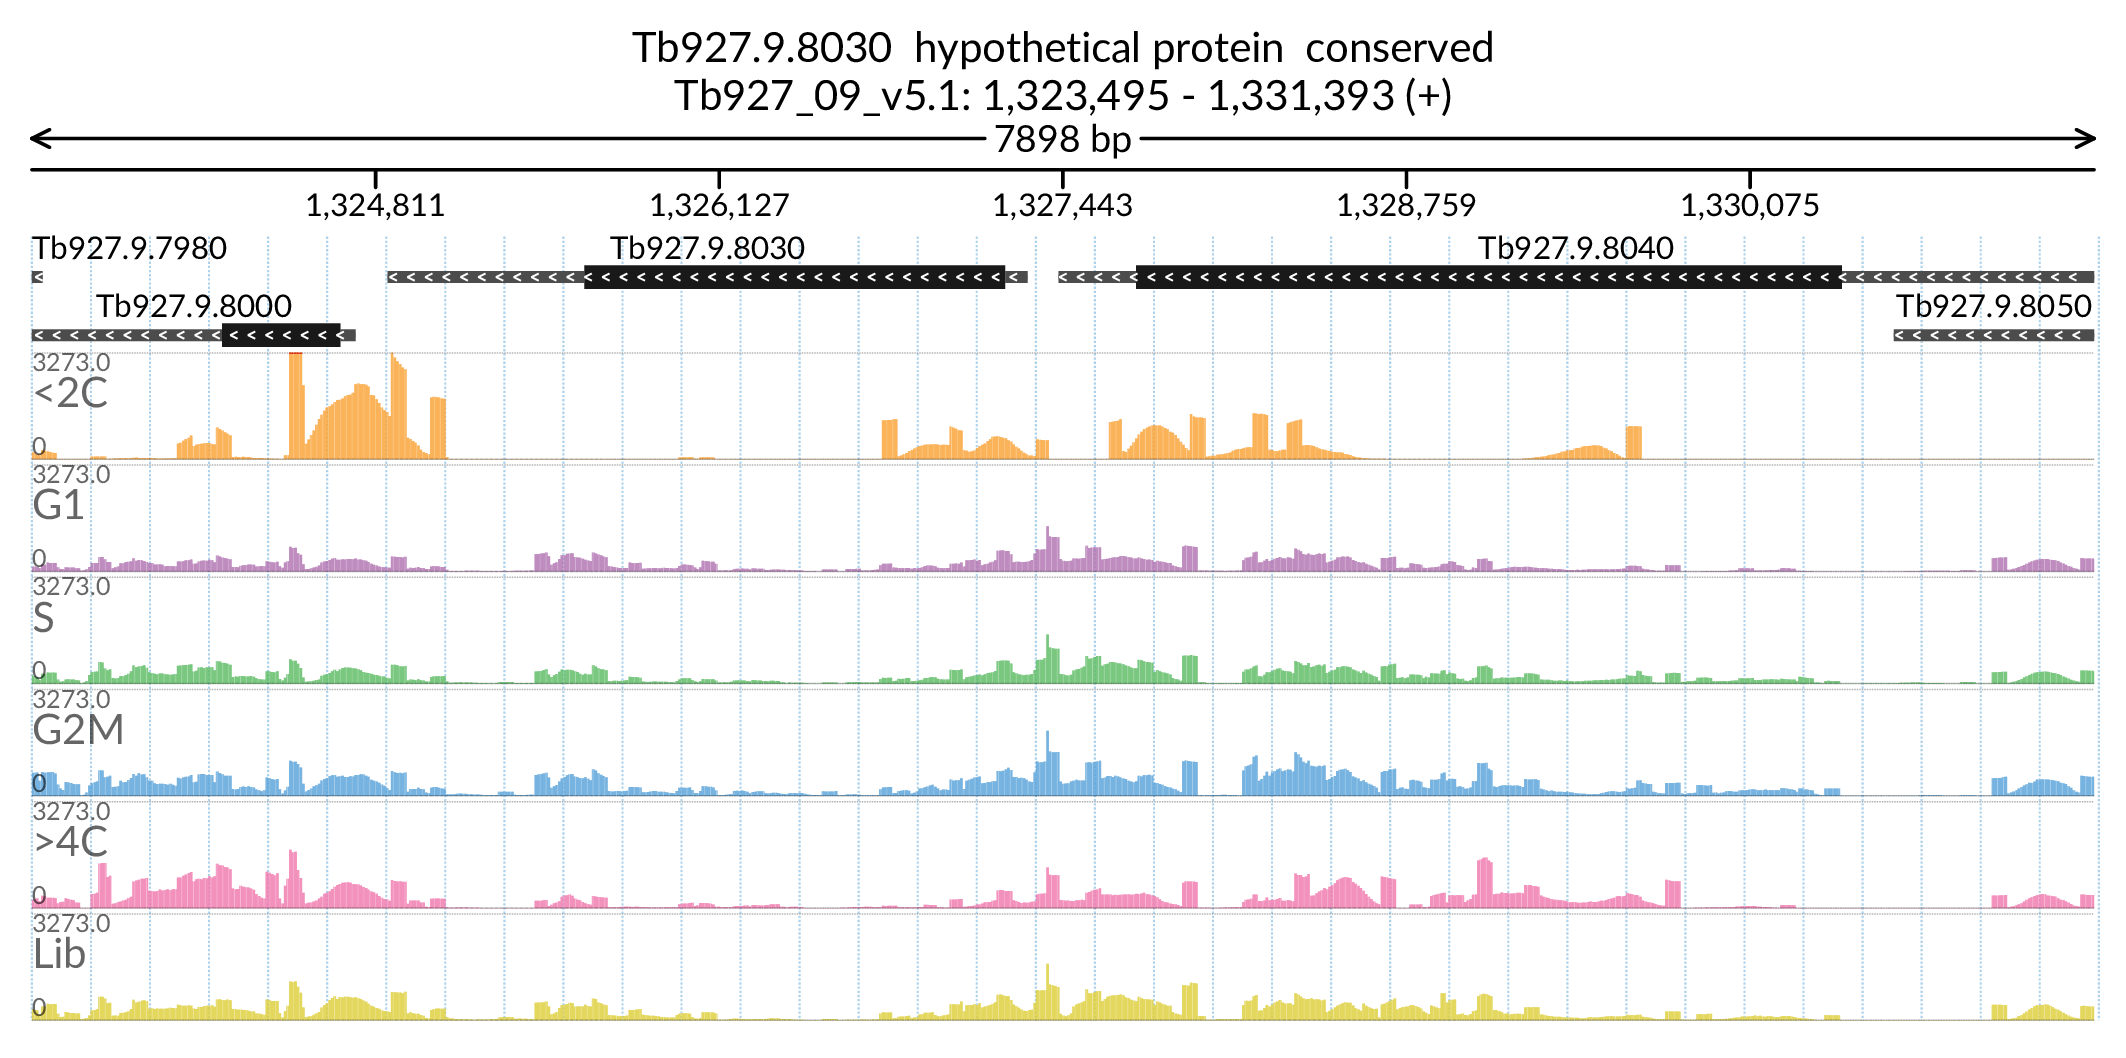 Tb927.9.8030  hypothetical protein  conserved
Tb927_09_v5.1: 1,323,495 - 1,331,393 (+)
7898 bp
1,324,811 1,326,127 1,327,443 1,328,759 1,330,075
Tb927.9.7980 Tb927.9.8030 Tb927.9.8040
Tb927.9.8000 Tb927.9.8050
3273.0
<2C
0
3273.0
G1
0
3273.0
S
0
3273.0
G2M
0
3273.0
>4C
0
3273.0
Lib
0